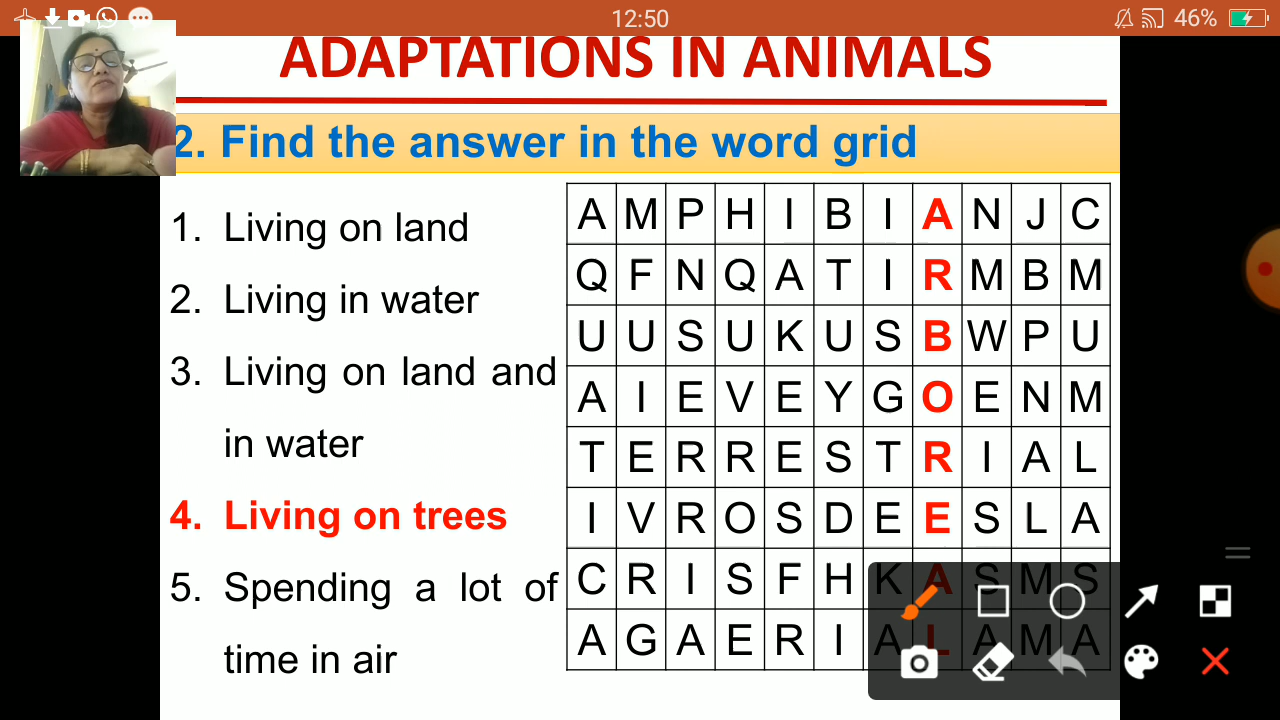 12:50
46%
ADAPTATIONS IN ANIMALS
2. Find the answer in the word grid
1. Living on land
2. Living in water
3. Living on land and
in water
4. Living on trees
5. Spending a lot of
time in air
A M P H I B I A N J C
Q F N Q A T I R M B M
U U S U K U S B W P U
A I E V E Y G O E N M
T E R R E S T R I A L
I V R O S D E E S L A
C R I S F H K A S M S
A G A E R I A L A M A